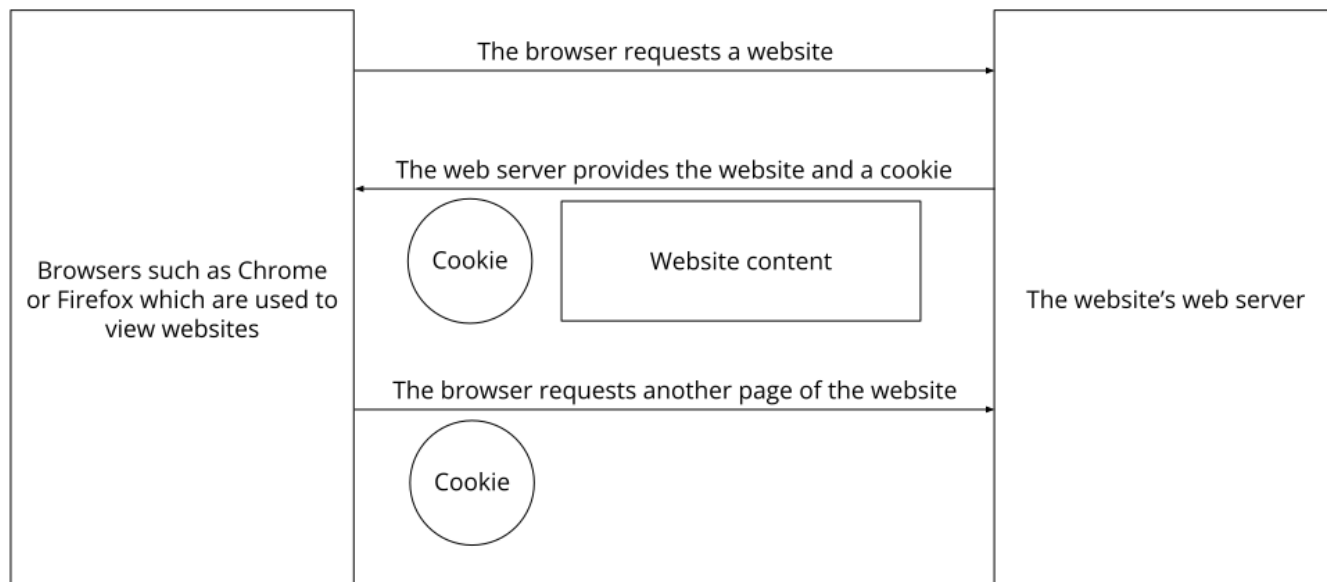 The browser requests a website
The web server provides the website and a cookie
Cookie
Website content
Browsers such as Chrome
or Firefox which are used to
view websites
The website’s web server
The browser requests another page of the website
Cookie